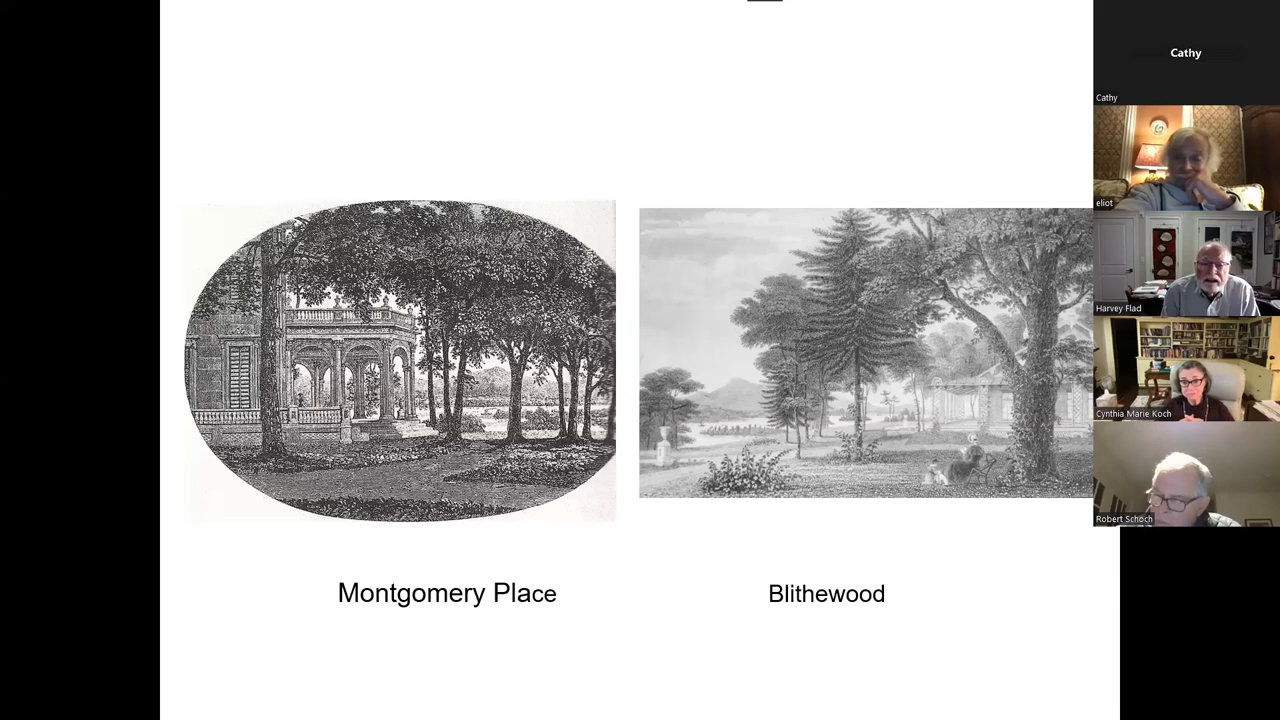 Cathy
Cathy
eliot
Harvey Flad
Cynthia Marie Koch
Robert Schoch
Montgomery Place
Blithewood